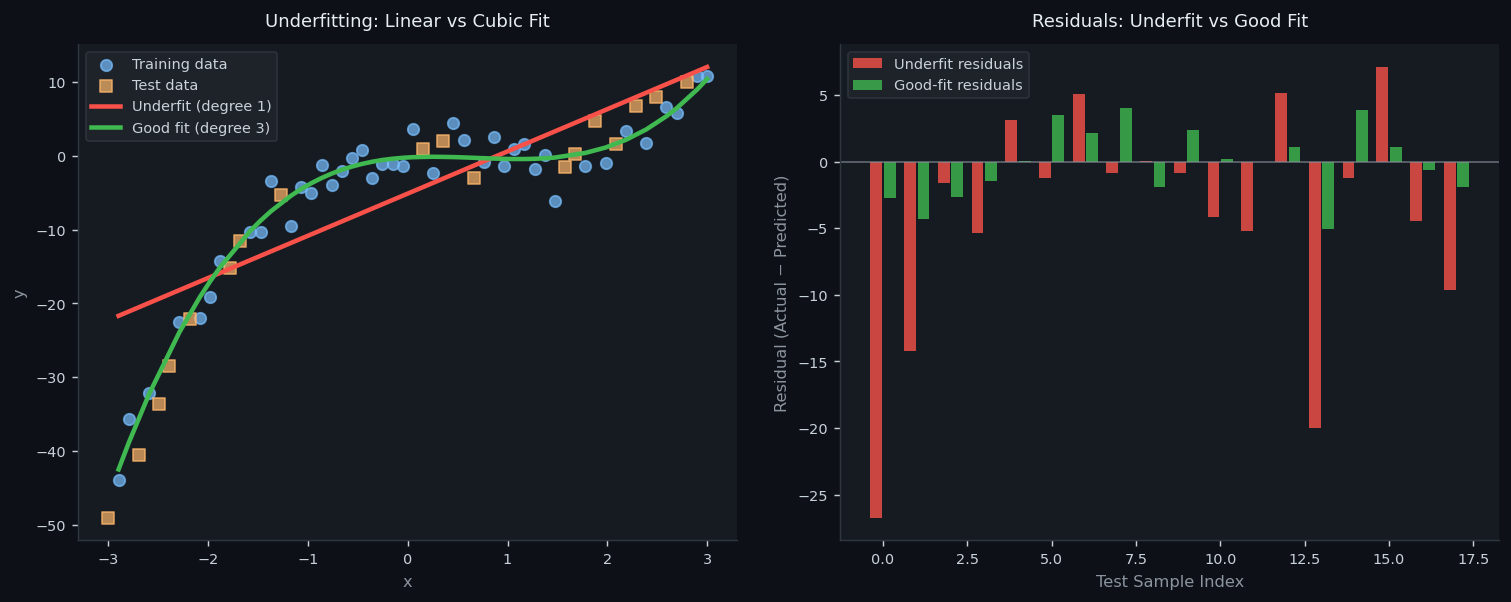 Underfitting: Linear vs Cubic Fit
Training data
Test data
Underfit (degree 1)
Good fit (degree 3)
10
0
−10
−20
−30
−40
−50
y
−3
−2
−1
0
1
2
3
x
Residuals: Underfit vs Good Fit
Underfit residuals
Good-fit residuals
5
0
−5
−10
−15
−20
−25
Residual (Actual − Predicted)
0.0
2.5
5.0
7.5
10.0
12.5
15.0
17.5
Test Sample Index